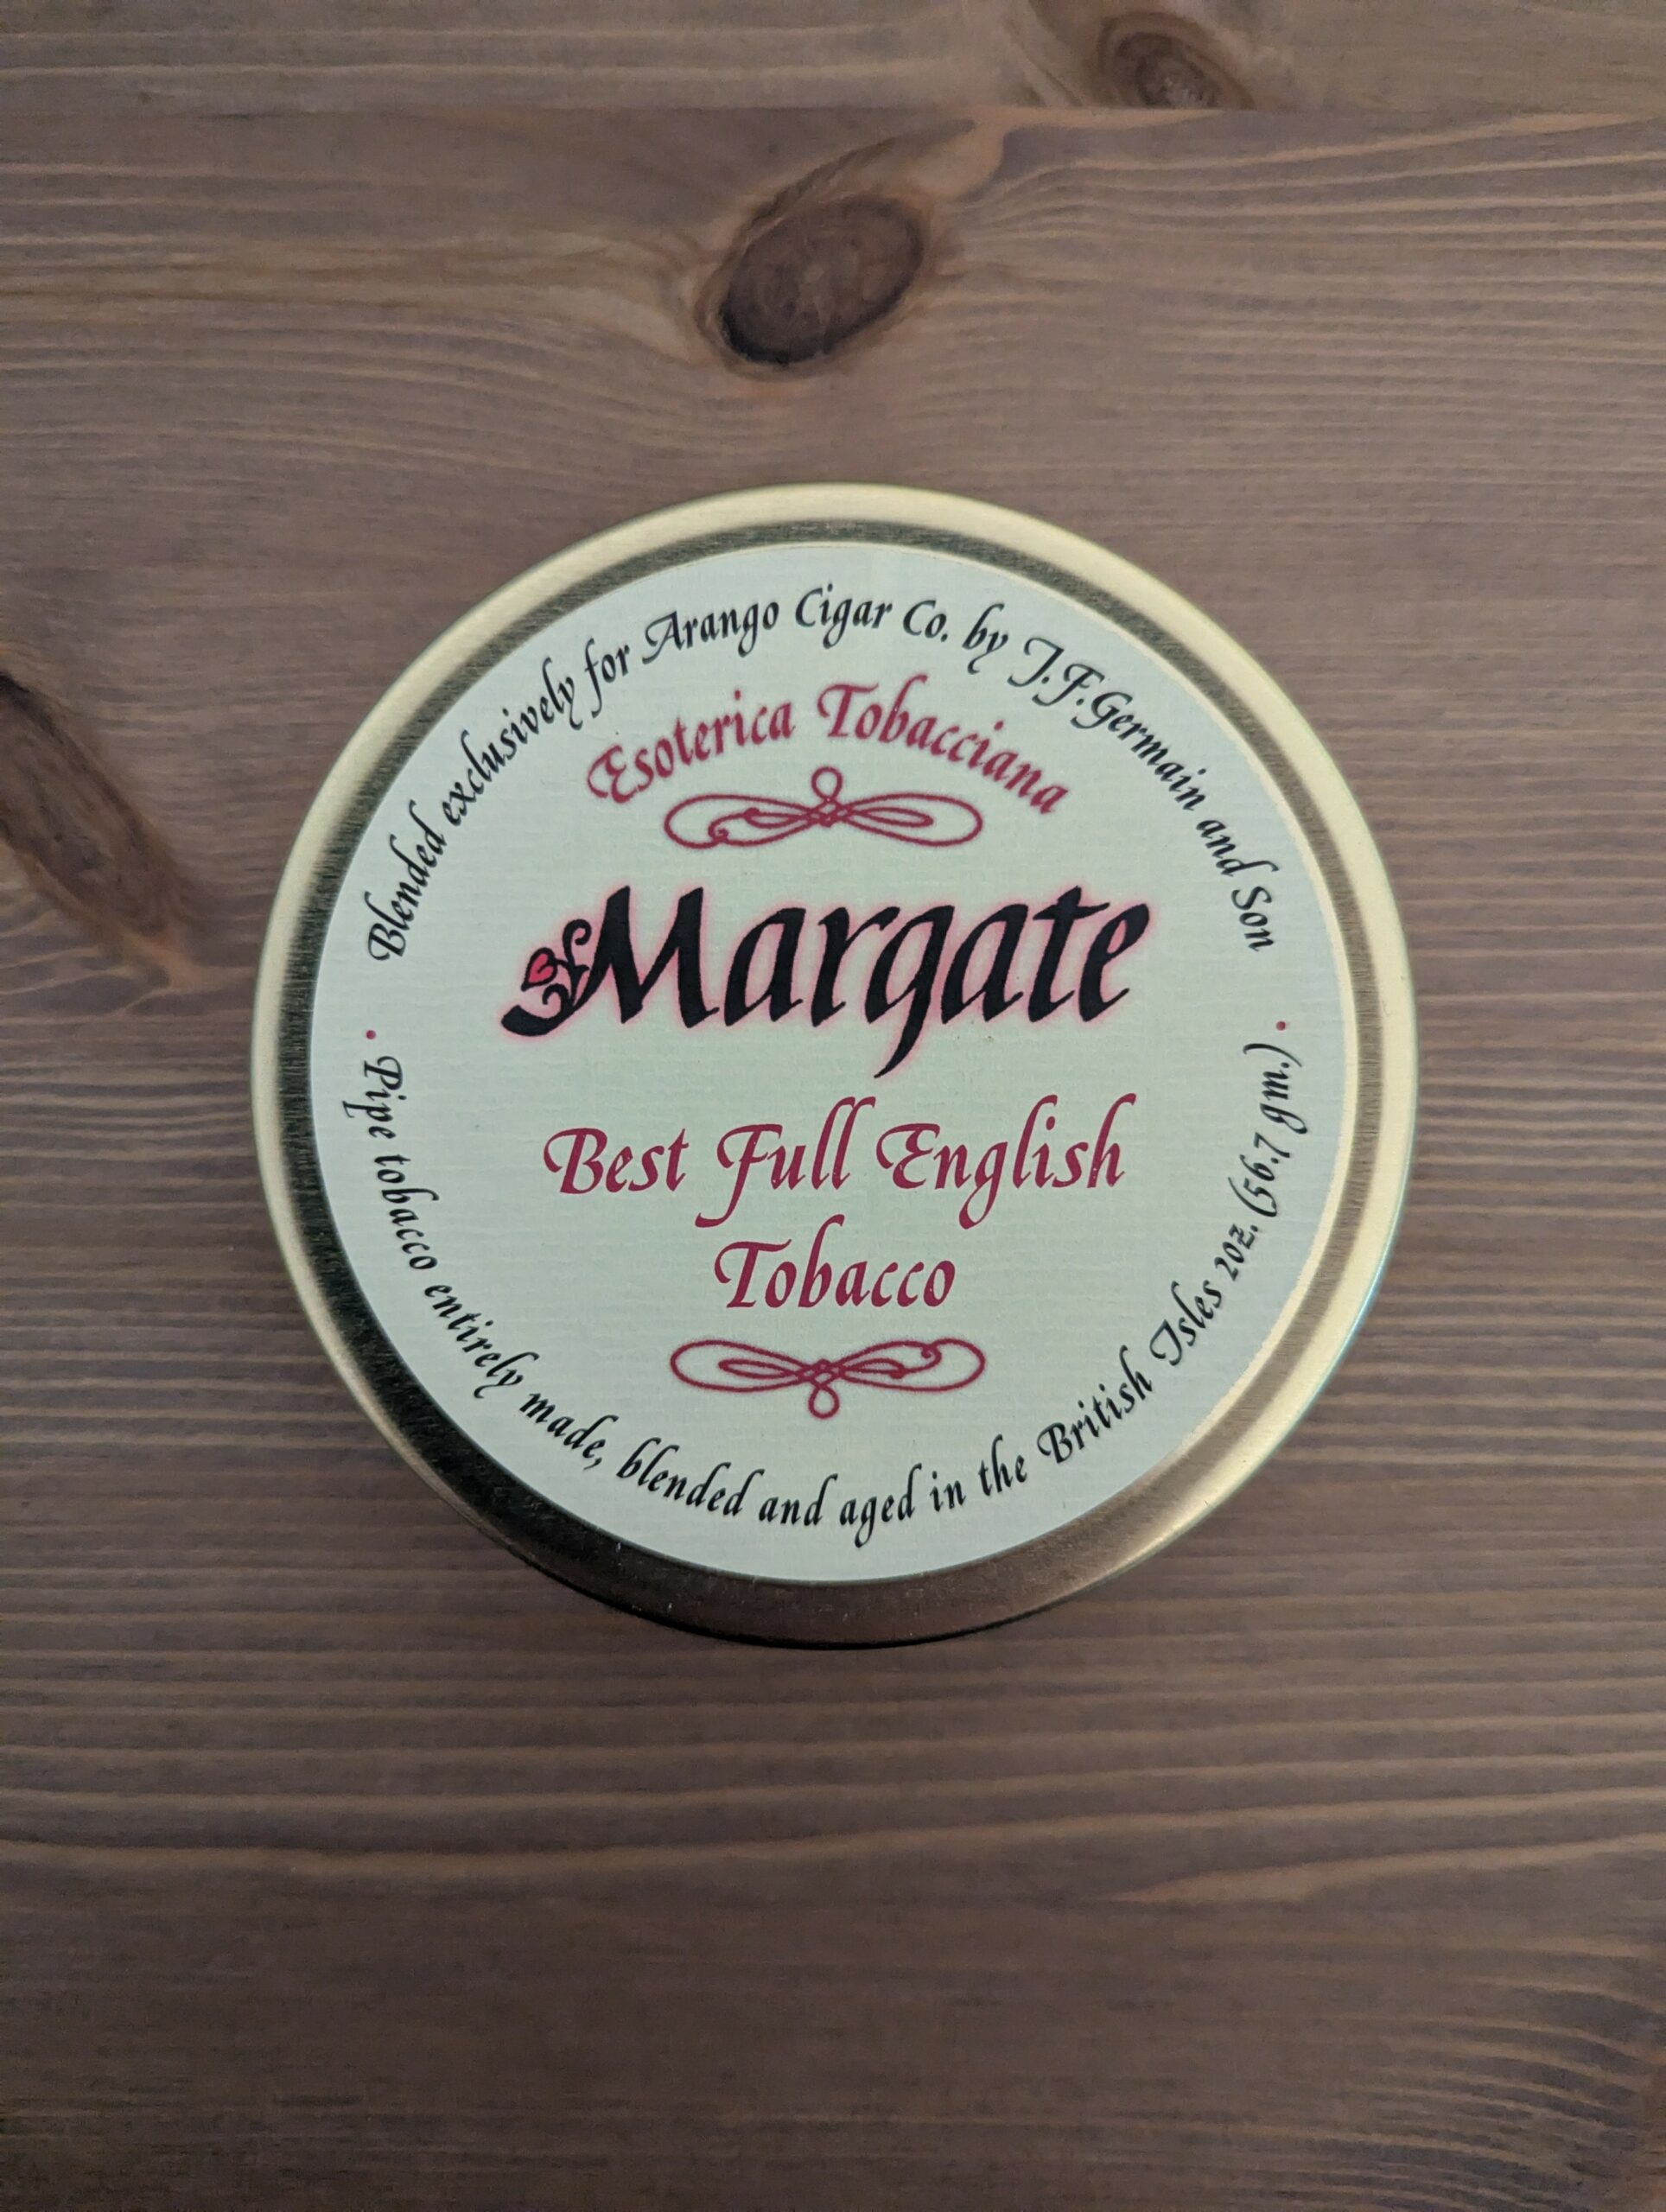 Blended exclusively for Arango Cigar Co. by J.F.Germain and Son
Esoterica Tobacciana
Margate
Best Full English
Tobacco
• Pipe tobacco entirely made, blended and aged in the British Isles 2oz. (56.7 gm.) •